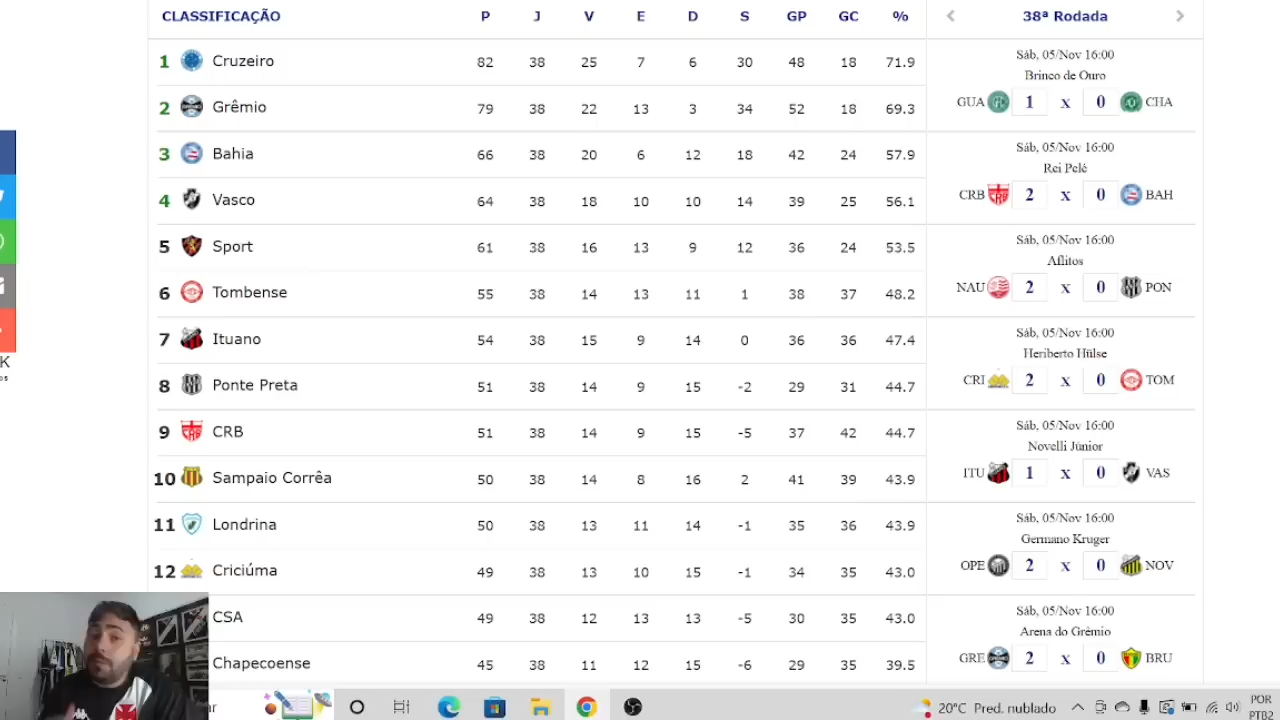 CLASSIFICAÇÃO P J V E D S GP GC %
1 Cruzeiro 82 38 25 7 6 30 48 18 71.9
2 Grêmio 79 38 22 13 3 34 52 18 69.3
3 Bahia 66 38 20 6 12 18 42 24 57.9
4 Vasco 64 38 18 10 10 14 39 25 56.1
5 Sport 61 38 16 13 9 12 36 24 53.5
6 Tombense 55 38 14 13 11 1 38 37 48.2
7 Ituano 54 38 15 9 14 0 36 36 47.4
8 Ponte Preta 51 38 14 9 15 -2 29 31 44.7
9 CRB 51 38 14 9 15 -5 37 42 44.7
10 Sampaio Corrêa 50 38 14 8 16 2 41 39 43.9
11 Londrina 50 38 13 11 14 -1 35 36 43.9
12 Criciúma 49 38 13 10 15 -1 34 35 43.0
CSA 49 38 12 13 13 -5 30 35 43.0
Chapecoense 45 38 11 12 15 -6 29 35 39.5
38ª Rodada
Sáb, 05/Nov 16:00
Brinco de Ouro
GUA 1 x 0 CHA
Sáb, 05/Nov 16:00
Rei Pelé
CRB 2 x 0 BAH
Sáb, 05/Nov 16:00
Aflitos
NAU 2 x 0 PON
Sáb, 05/Nov 16:00
Heriberto Hülse
CRI 2 x 0 TOM
Sáb, 05/Nov 16:00
Novelli Júnior
ITU 1 x 0 VAS
Sáb, 05/Nov 16:00
Germano Kruger
OPE 2 x 0 NOV
Sáb, 05/Nov 16:00
Arena do Grêmio
GRE 2 x 0 BRU
K
ar
20°C Pred. nublado
POR
PTB2